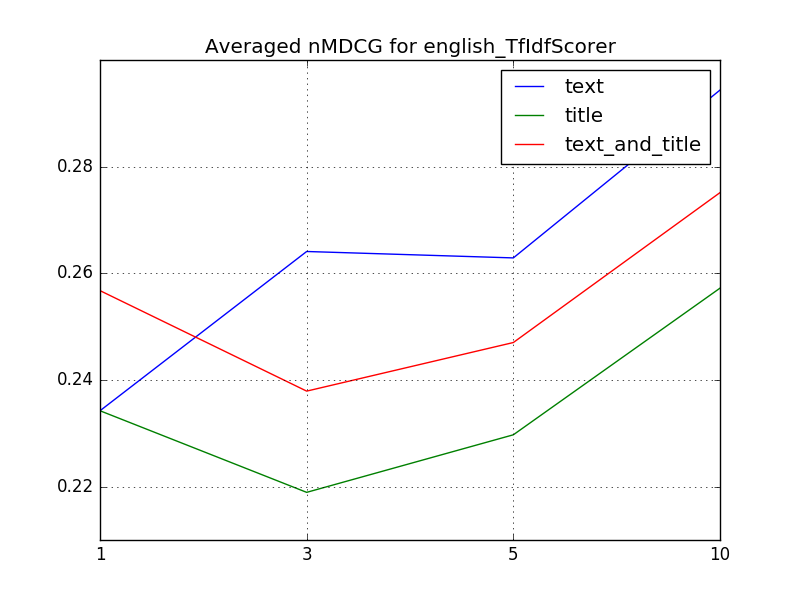 Averaged nMDCG for english_TfIdfScorer
text
title
text_and_title
0.28
0.26
0.24
0.22
1 3 5 10